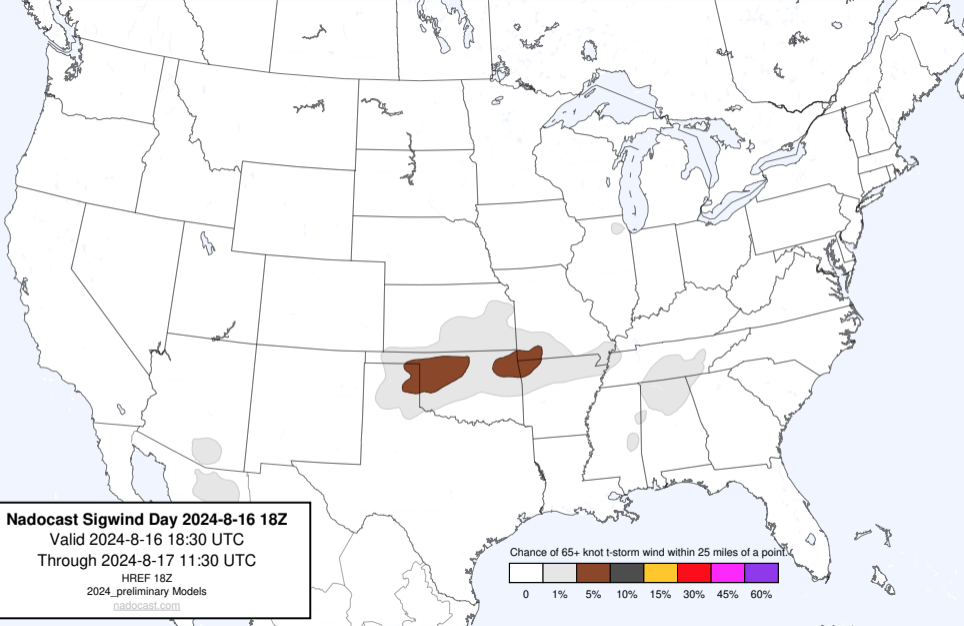 Nadocast Sigwind Day 2024-8-16 18Z
Valid 2024-8-16 18:30 UTC
Through 2024-8-17 11:30 UTC
HREF 18Z
2024_preliminary Models
nadocast.com
Chance of 65+ knot t-storm wind within 25 miles of a point.
0 1% 5% 10% 15% 30% 45% 60%